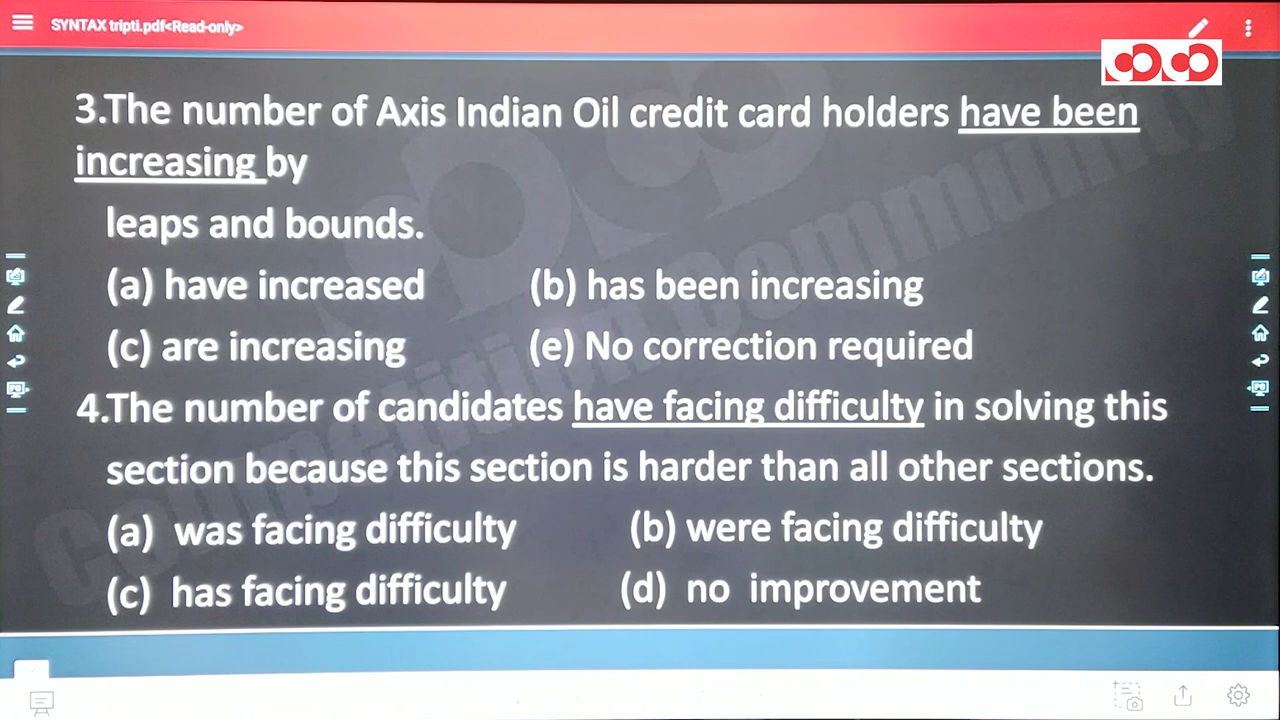 SYNTAX tripti.pdf<Read-only>
3.The number of Axis Indian Oil credit card holders have been
increasing by
leaps and bounds.
(a) have increased (b) has been increasing
(c) are increasing (e) No correction required
4.The number of candidates have facing difficulty in solving this
section because this section is harder than all other sections.
(a) was facing difficulty (b) were facing difficulty
(c) has facing difficulty (d) no improvement
Competition Community